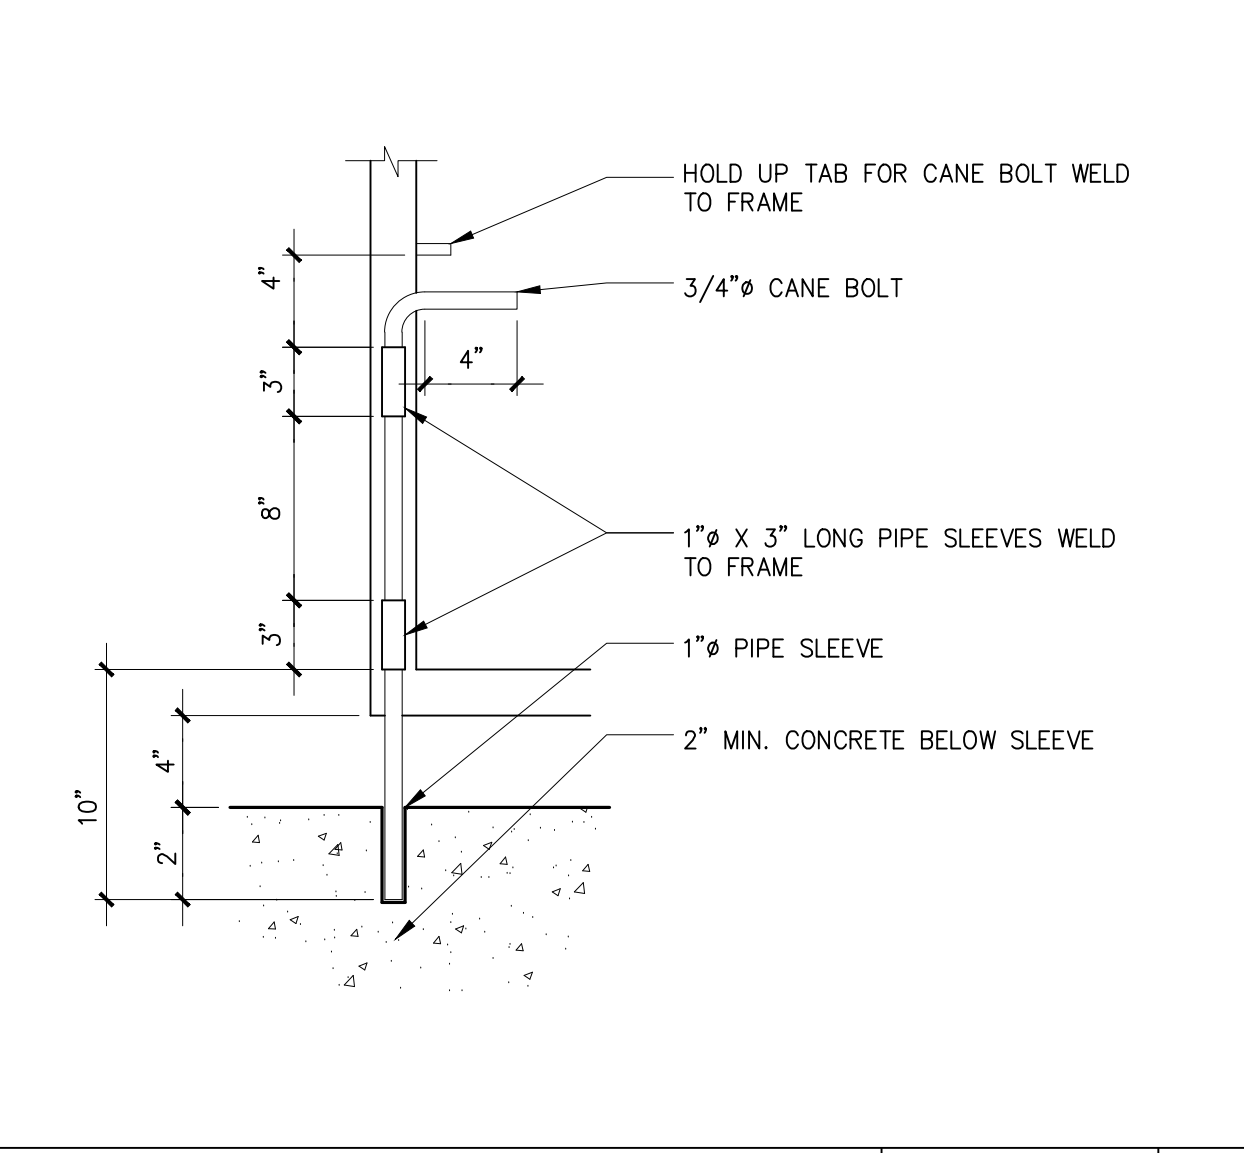 HOLD UP TAB FOR CANE BOLT WELD
TO FRAME
4”
3/4”ø CANE BOLT
4”
3”
8”
1”ø X 3” LONG PIPE SLEEVES WELD
TO FRAME
3”
1”ø PIPE SLEEVE
2” MIN. CONCRETE BELOW SLEEVE
4”
10”
2”